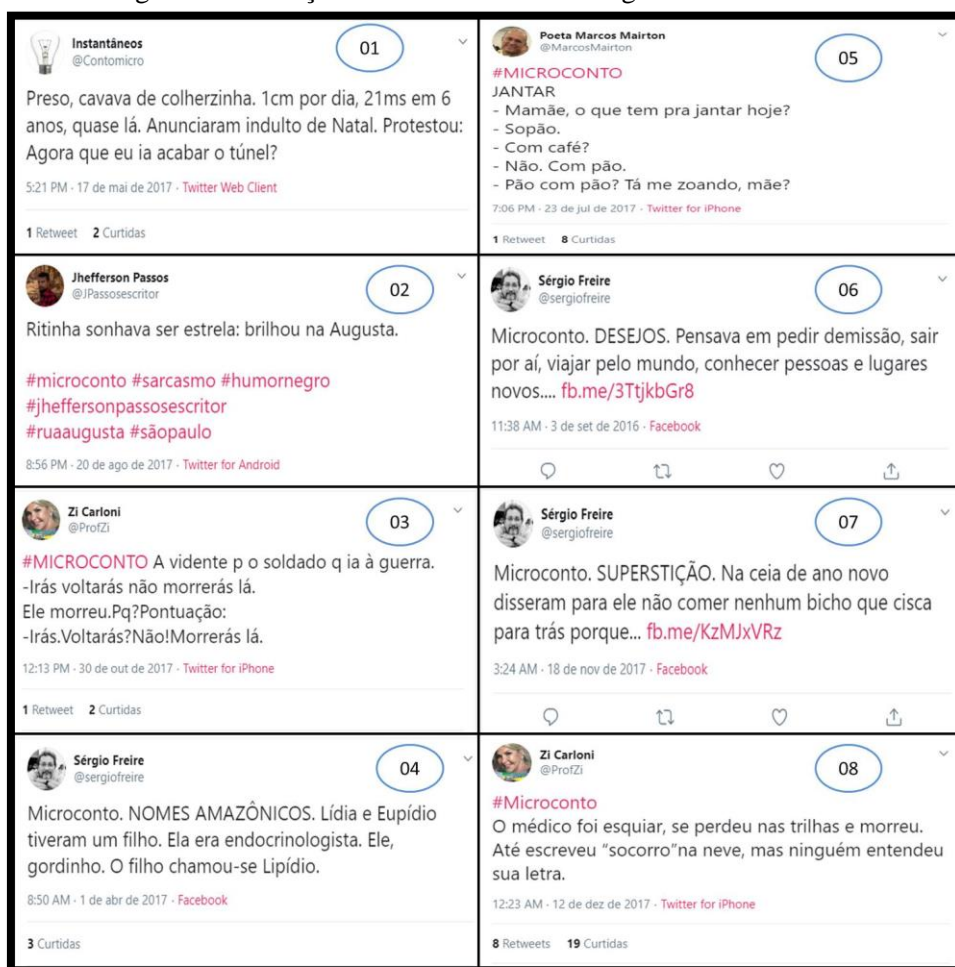 Instantâneos
@Contomicro
01
Preso, cavava de colherzinha. 1cm por dia, 21ms em 6
anos, quase lá. Anunciaram indulto de Natal. Protestou:
Agora que eu ia acabar o túnel?
5:21 PM · 17 de mai de 2017 · Twitter Web Client
1 Retweet 2 Curtidas
Jhefferson Passos
@JPassosescritor
02
Ritinha sonhava ser estrela: brilhou na Augusta.
#microconto #sarcasmo #humornegro
#jheffersonpassosescritor
#ruaaugusta #sãopaulo
8:56 PM · 20 de ago de 2017 · Twitter for Android
Zi Carloni
@ProfZi
03
#MICROCONTO A vidente p o soldado q ia à guerra.
-Irás voltarás não morrerás lá.
Ele morreu.Pq?Pontuação:
-Irás.Voltarás?Não!Morrerás lá.
12:13 PM · 30 de out de 2017 · Twitter for iPhone
1 Retweet 2 Curtidas
Sérgio Freire
@sergiofreire
04
Microconto. NOMES AMAZÔNICOS. Lídia e Eupídio
tiveram um filho. Ela era endocrinologista. Ele,
gordinho. O filho chamou-se Lipídio.
8:50 AM · 1 de abr de 2017 · Facebook
3 Curtidas
Poeta Marcos Mairton
@MarcosMairton
05
#MICROCONTO
JANTAR
- Mamãe, o que tem pra jantar hoje?
- Sopão.
- Com café?
- Não. Com pão.
- Pão com pão? Tá me zoando, mãe?
7:06 PM · 23 de jul de 2017 · Twitter for iPhone
1 Retweet 8 Curtidas
Sérgio Freire
@sergiofreire
06
Microconto. DESEJOS. Pensava em pedir demissão, sair
por aí, viajar pelo mundo, conhecer pessoas e lugares
novos.... fb.me/3TtjkbGr8
11:38 AM · 3 de set de 2016 · Facebook
Sérgio Freire
@sergiofreire
07
Microconto. SUPERSTIÇÃO. Na ceia de ano novo
disseram para ele não comer nenhum bicho que cisca
para trás porque... fb.me/KzMJxVRz
3:24 AM · 18 de nov de 2017 · Facebook
Zi Carloni
@ProfZi
08
#Microconto
O médico foi esquiar, se perdeu nas trilhas e morreu.
Até escreveu “socorro”na neve, mas ninguém entendeu
sua letra.
12:23 AM · 12 de dez de 2017 · Twitter for iPhone
8 Retweets 19 Curtidas